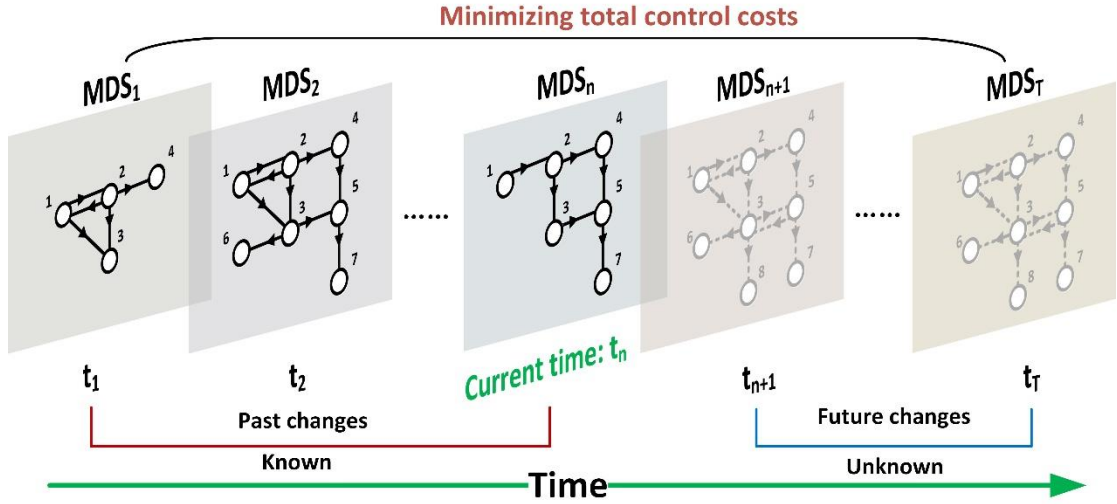 Minimizing total control costs
MDS1 MDS2 MDSn MDSn+1 MDST
1 2 3 4
1 2 3 4 5 6 7
......
1 2 3 4 5 7
1 2 3 4 5 6 7 8
......
1 2 3 4 5 6 7 8
t1 t2 Current time: tn tn+1 tT
Past changes Future changes
Known Unknown
Time